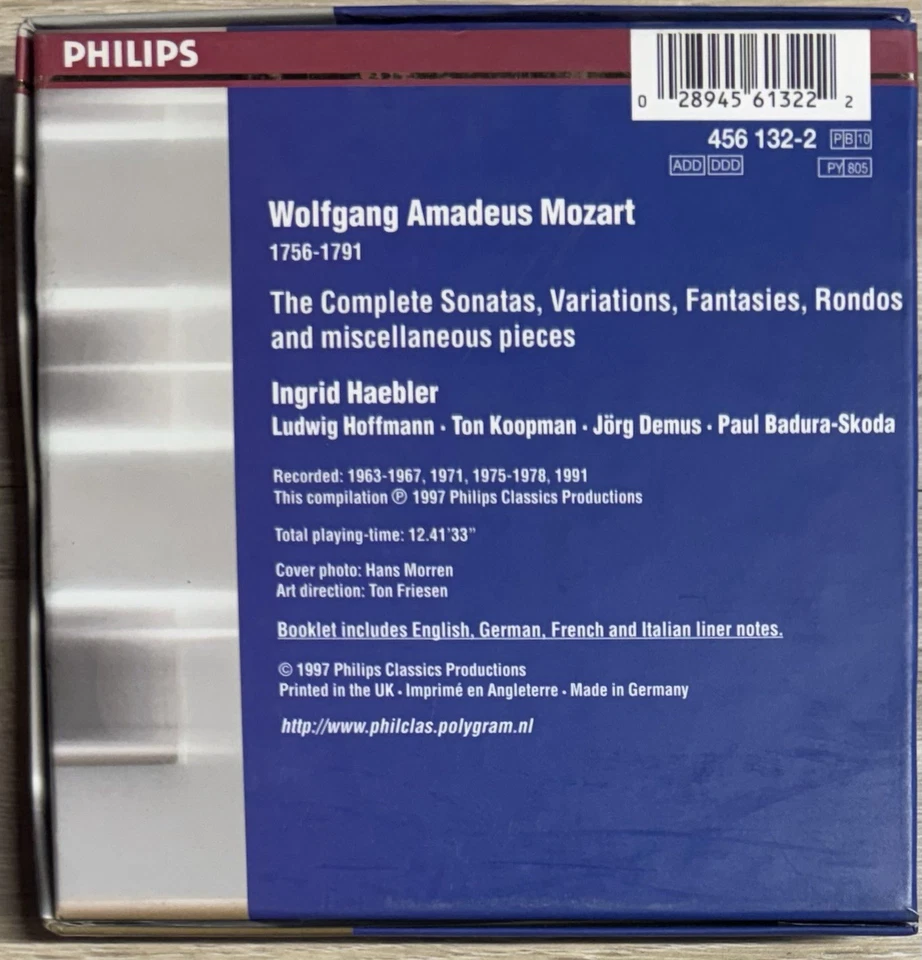 PHILIPS
0 28945 61322 2
456 132-2 PB 10
ADD DDD PY 805
Wolfgang Amadeus Mozart
1756-1791
The Complete Sonatas, Variations, Fantasies, Rondos
and miscellaneous pieces
Ingrid Haebler
Ludwig Hoffmann · Ton Koopman · Jörg Demus · Paul Badura-Skoda
Recorded: 1963-1967, 1971, 1975-1978, 1991
This compilation ℗ 1997 Philips Classics Productions
Total playing-time: 12.41'33"
Cover photo: Hans Morren
Art direction: Ton Friesen
Booklet includes English, German, French and Italian liner notes.
© 1997 Philips Classics Productions
Printed in the UK · Imprimé en Angleterre · Made in Germany
http://www.philclas.polygram.nl